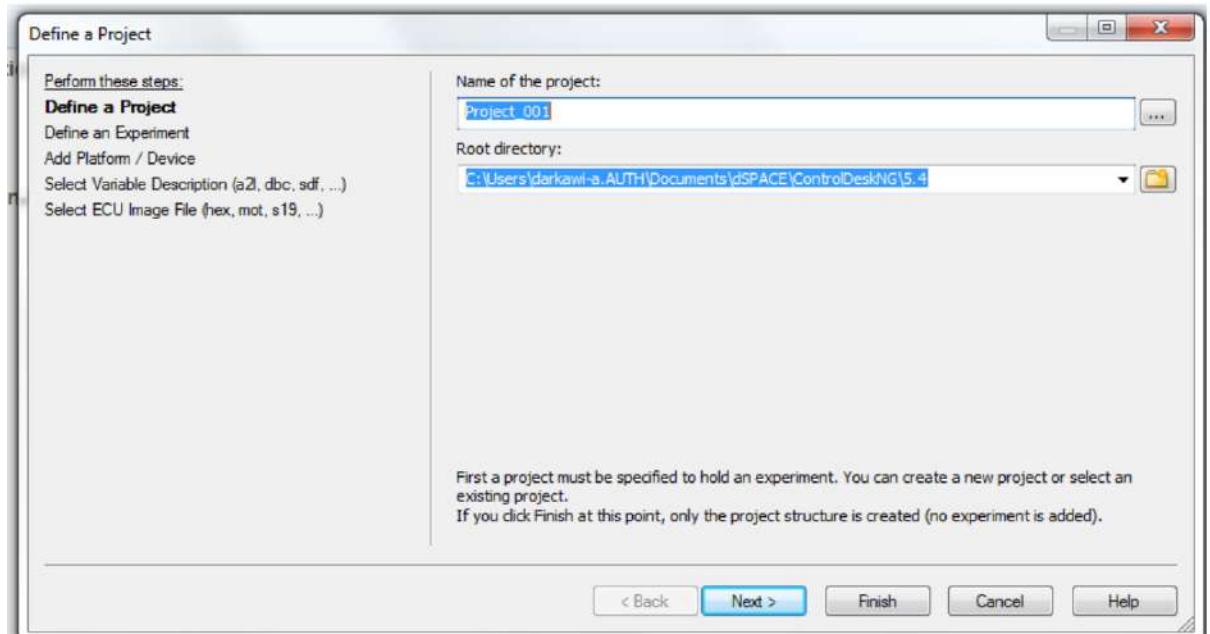 Define a Project
Perform these steps:
Define a Project
Define an Experiment
Add Platform / Device
Select Variable Description (a2l, dbc, sdf, ...)
Select ECU Image File (hex, mot, s19, ...)
Name of the project:
Project_001
...
Root directory:
C:\Users\darkawi-a.AUTH\Documents\dSPACE\ControlDeskNG\5.4
First a project must be specified to hold an experiment. You can create a new project or select an
existing project.
If you click Finish at this point, only the project structure is created (no experiment is added).
< Back Next > Finish Cancel Help